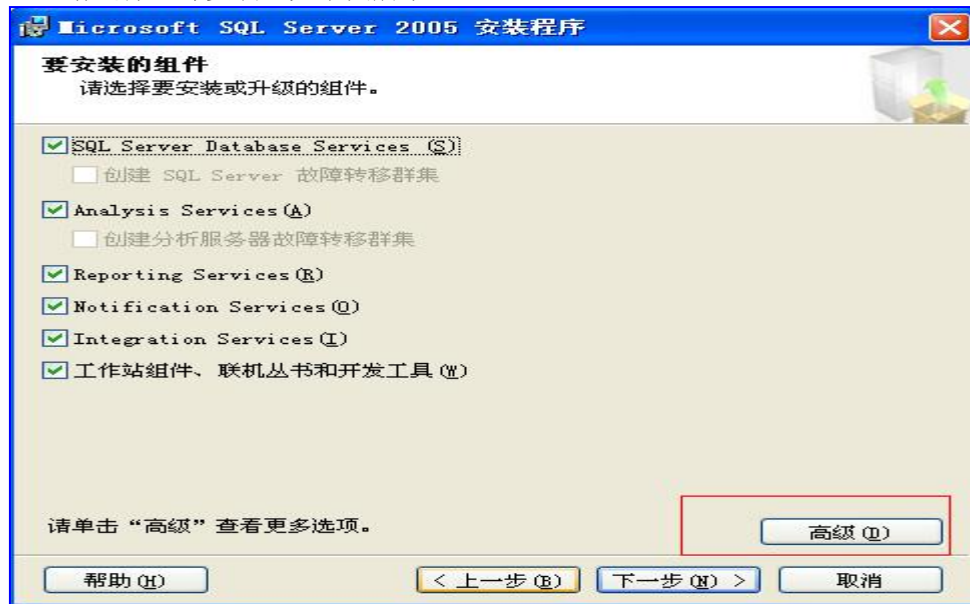 Microsoft SQL Server 2005 安装程序
要安装的组件
请选择要安装或升级的组件。
SQL Server Database Services (S)
创建 SQL Server 故障转移群集
Analysis Services(A)
创建分析服务器故障转移群集
Reporting Services(R)
Notification Services(O)
Integration Services(I)
工作站组件、联机丛书和开发工具(W)
请单击“高级”查看更多选项。
高级(D)
帮助(H)
< 上一步(B)
下一步(N) >
取消